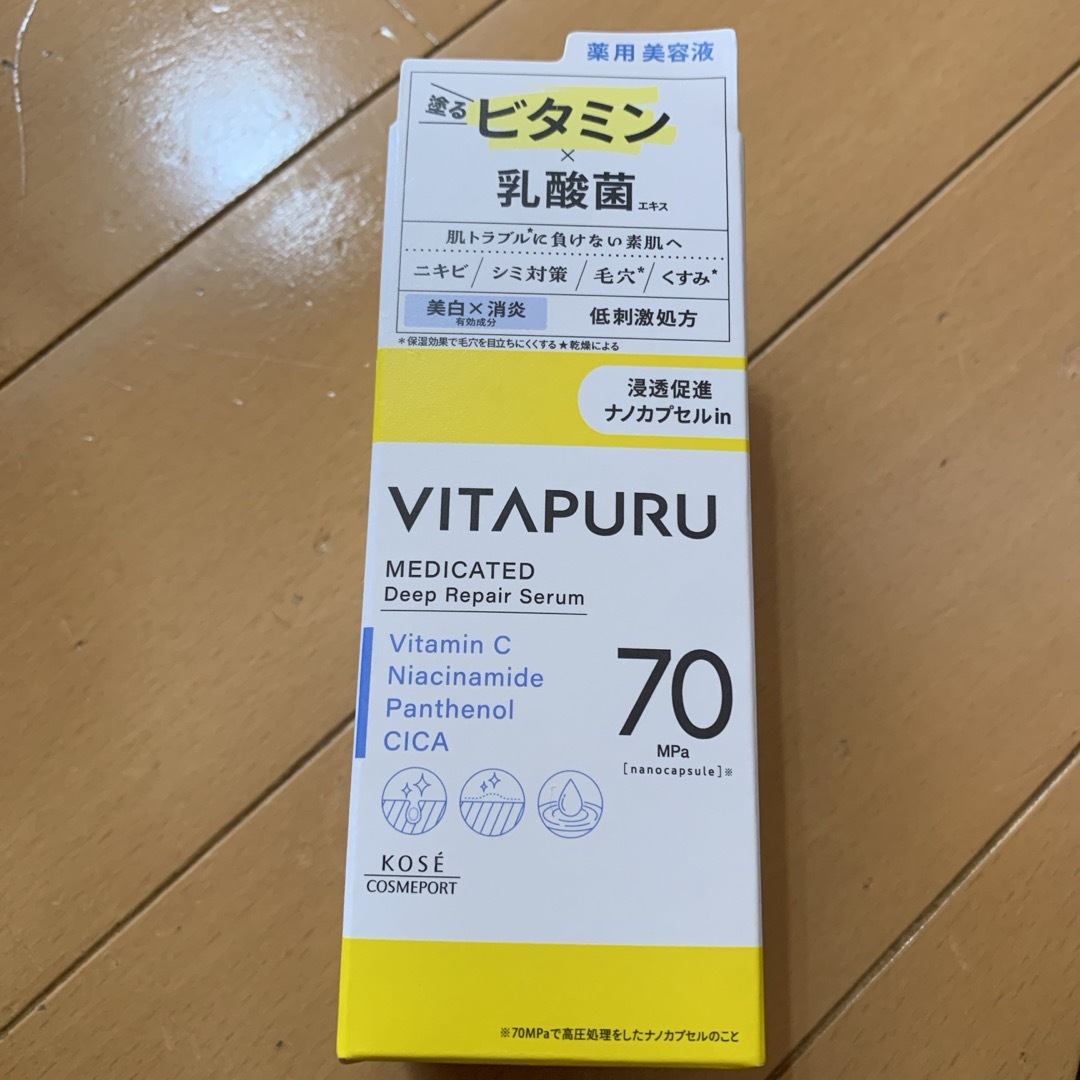 薬用 美容液
塗る
ビタミン
×
乳酸菌エキス
肌トラブル*に負けない素肌へ
ニキビ/シミ対策/毛穴*/くすみ★
美白×消炎
有効成分
低刺激処方
*保湿効果で毛穴を目立ちにくくする★乾燥による
浸透促進
ナノカプセルin
VITAPURU
MEDICATED
Deep Repair Serum
Vitamin C
Niacinamide
Panthenol
CICA
70
MPa
[nanocapsule]※
KOSÉ
COSMEPORT
※70MPaで高圧処理をしたナノカプセルのこと